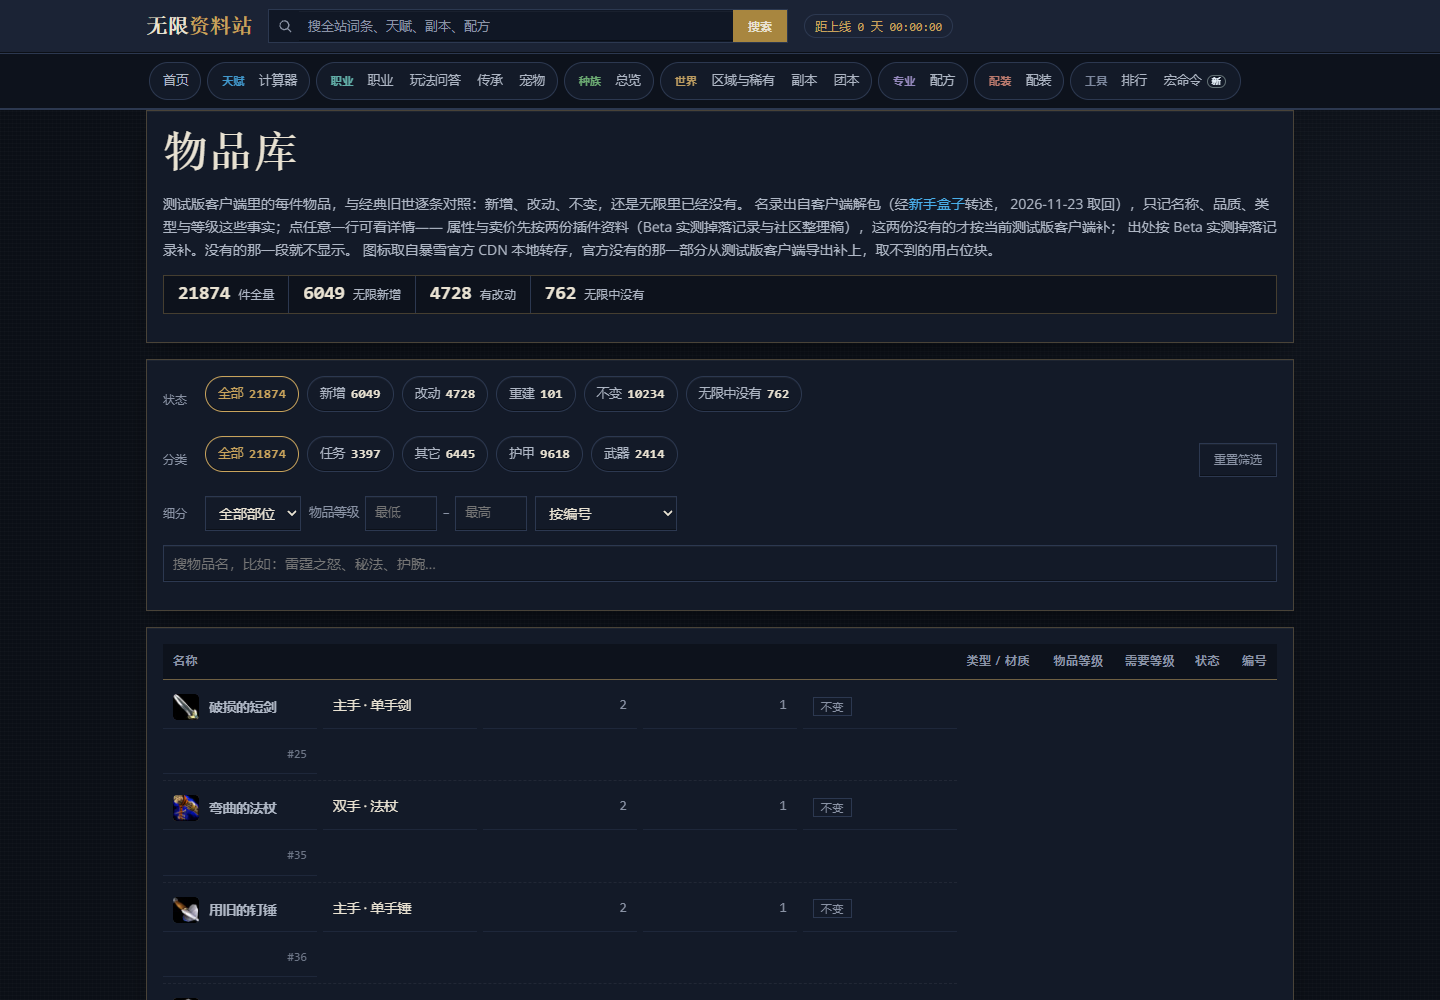 无限资料站
搜全站词条、天赋、副本、配方
搜索
距上线 0 天 00:00:00
首页 天赋 计算器 职业 职业 玩法问答 传承 宠物 种族 总览 世界 区域与稀有 副本 团本 专业 配方 配装 配装 工具 排行 宏命令 新
物品库
测试版客户端里的每件物品，与经典旧世逐条对照：新增、改动、不变，还是无限里已经没有。 名录出自客户端解包（经新手盒子转述， 2026-11-23 取回），只记名称、品质、类
型与等级这些事实；点任意一行可看详情—— 属性与卖价先按两份插件资料（Beta 实测掉落记录与社区整理稿），这两份没有的才按当前测试版客户端补； 出处按 Beta 实测掉落记
录补。没有的那一段就不显示。 图标取自暴雪官方 CDN 本地转存，官方没有的那一部分从测试版客户端导出补上，取不到的用占位块。
21874 件全量 6049 无限新增 4728 有改动 762 无限中没有
状态 全部 21874 新增 6049 改动 4728 重建 101 不变 10234 无限中没有 762
分类 全部 21874 任务 3397 其它 6445 护甲 9618 武器 2414
重置筛选
细分 全部部位 物品等级 最低 – 最高 按编号
搜物品名，比如：雷霆之怒、秘法、护腕…
名称 类型 / 材质 物品等级 需要等级 状态 编号
破损的短剑 主手 · 单手剑 2 1 不变
#25
弯曲的法杖 双手 · 法杖 2 1 不变
#35
用旧的钉锤 主手 · 单手锤 2 1 不变
#36